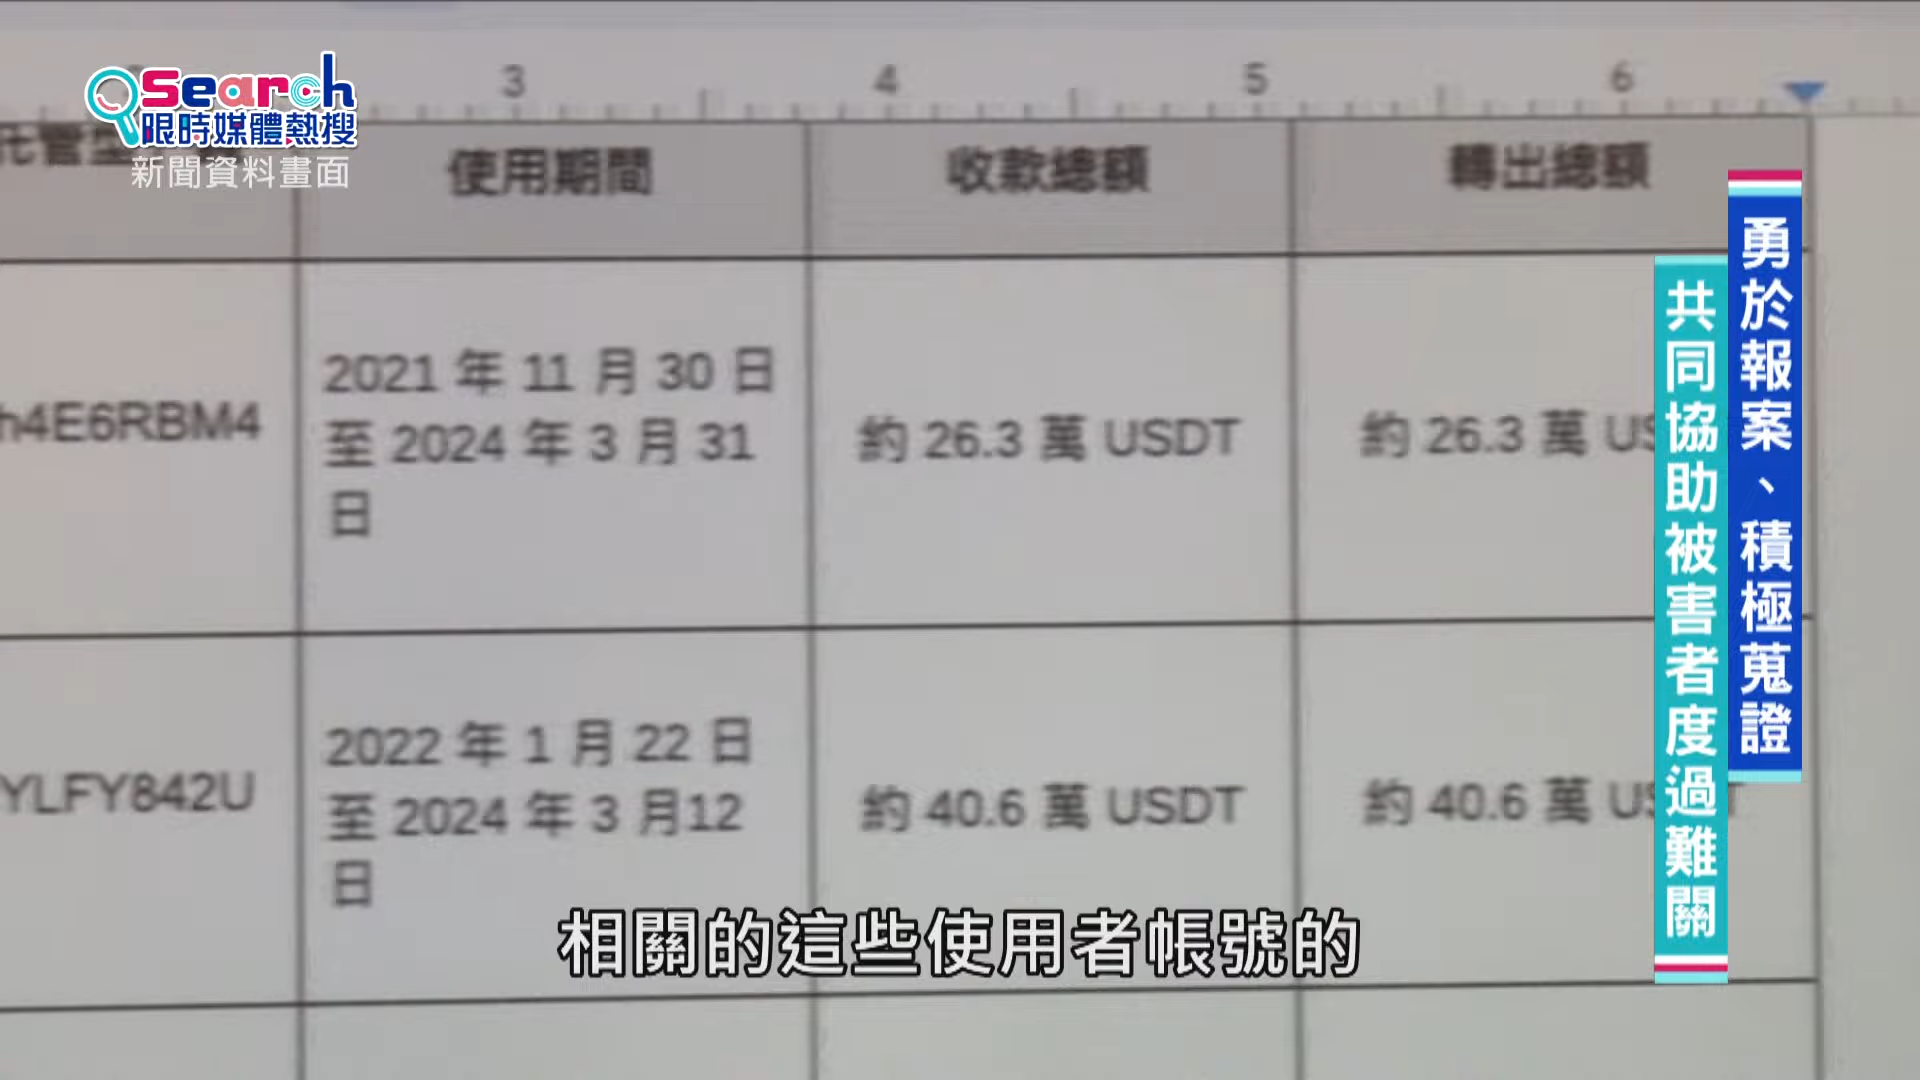 Search
限時媒體熱搜
新聞資料畫面
3 4 5 6
使用期間 收款總額 轉出總額
h4E6RBM4
2021 年 11 月 30 日
至 2024 年 3 月 31
日
約 26.3 萬 USDT
約 26.3 萬 US
YLFY842U
2022 年 1 月 22 日
至 2024 年 3 月12
日
約 40.6 萬 USDT
約 40.6 萬 US
勇於報案、積極蒐證
共同協助被害者度過難關
相關的這些使用者帳號的